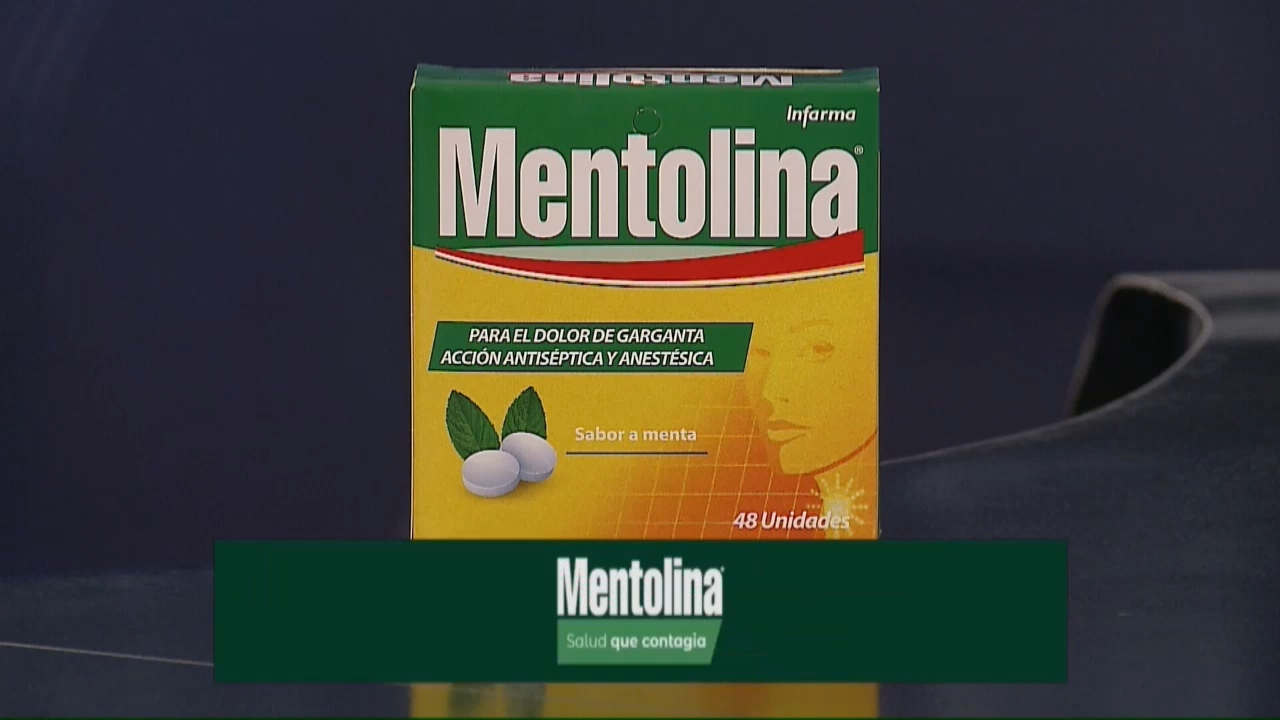 Mentolina
Infarma
Mentolina®
PARA EL DOLOR DE GARGANTA
ACCIÓN ANTISÉPTICA Y ANESTÉSICA
Sabor a menta
48 Unidades
Mentolina
Salud que contagia